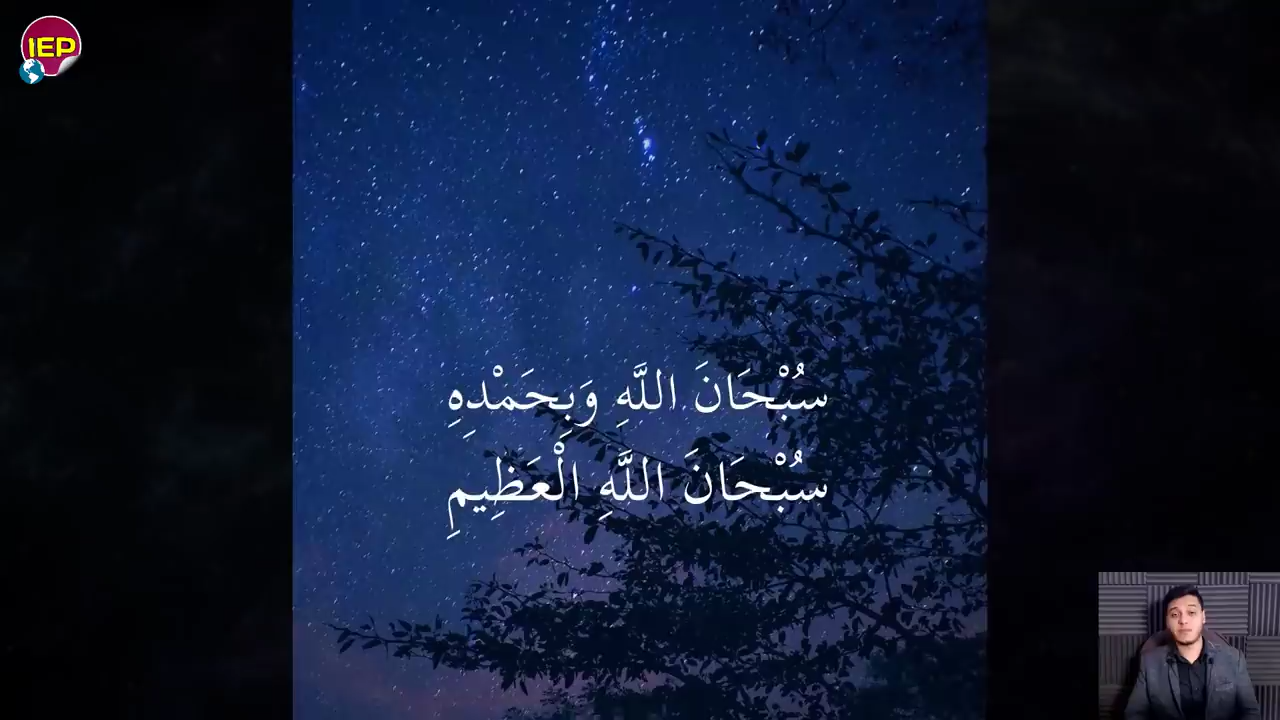 IEP
سُبْحَانَ اللَّهِ وَبِحَمْدِهِ
سُبْحَانَ اللَّهِ الْعَظِيمِ